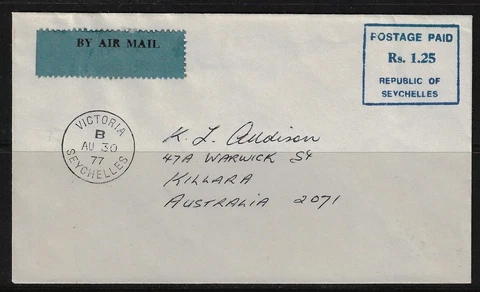 BY AIR MAIL
POSTAGE PAID
Rs. 1.25
REPUBLIC OF
SEYCHELLES
VICTORIA
B
AU 30
77
SEYCHELLES
K. L. Addison
47A WARWICK St
KILLARA
AUSTRALIA 2071